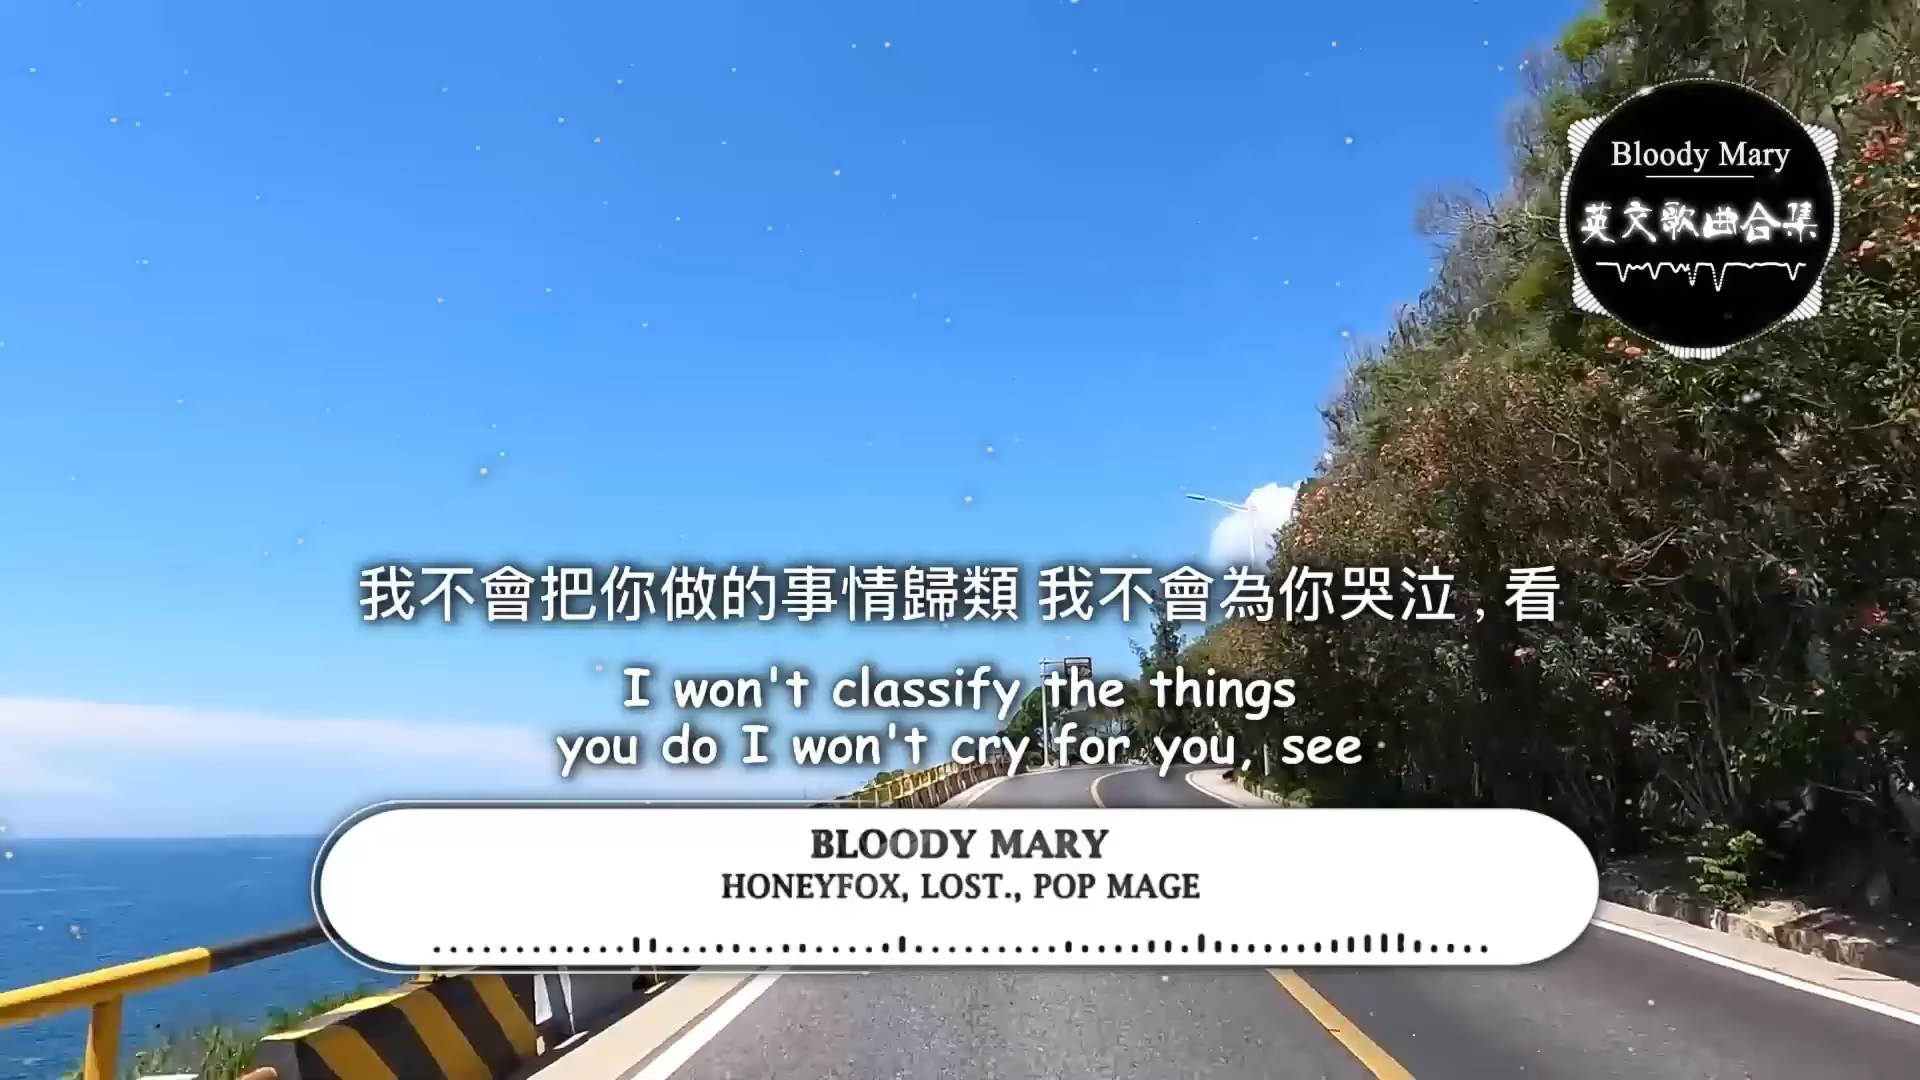 Bloody Mary
英文歌曲合集
我不會把你做的事情歸類 我不會為你哭泣 , 看
I won't classify the things
you do I won't cry for you, see
BLOODY MARY
HONEYFOX, LOST., POP MAGE